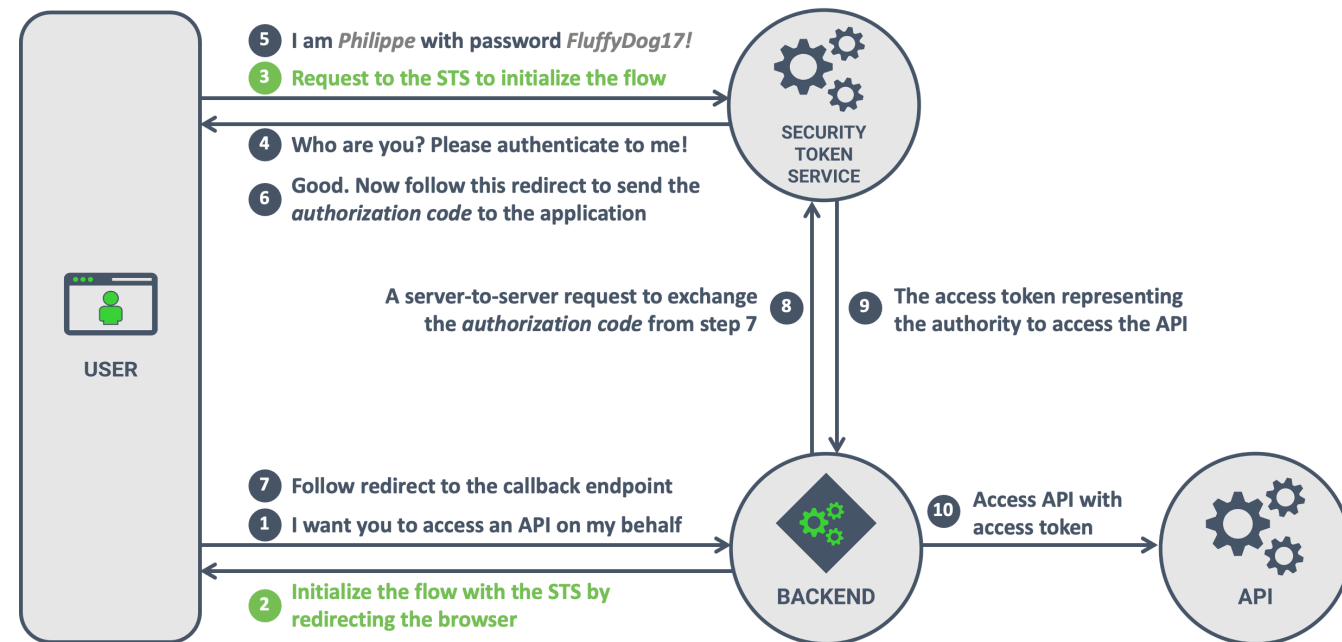 5 I am Philippe with password FluffyDog17!
3 Request to the STS to initialize the flow
4 Who are you? Please authenticate to me!
6 Good. Now follow this redirect to send the
authorization code to the application
SECURITY
TOKEN
SERVICE
USER
A server-to-server request to exchange
the authorization code from step 7
8
9 The access token representing
the authority to access the API
7 Follow redirect to the callback endpoint
1 I want you to access an API on my behalf
2 Initialize the flow with the STS by
redirecting the browser
BACKEND
10 Access API with
access token
API